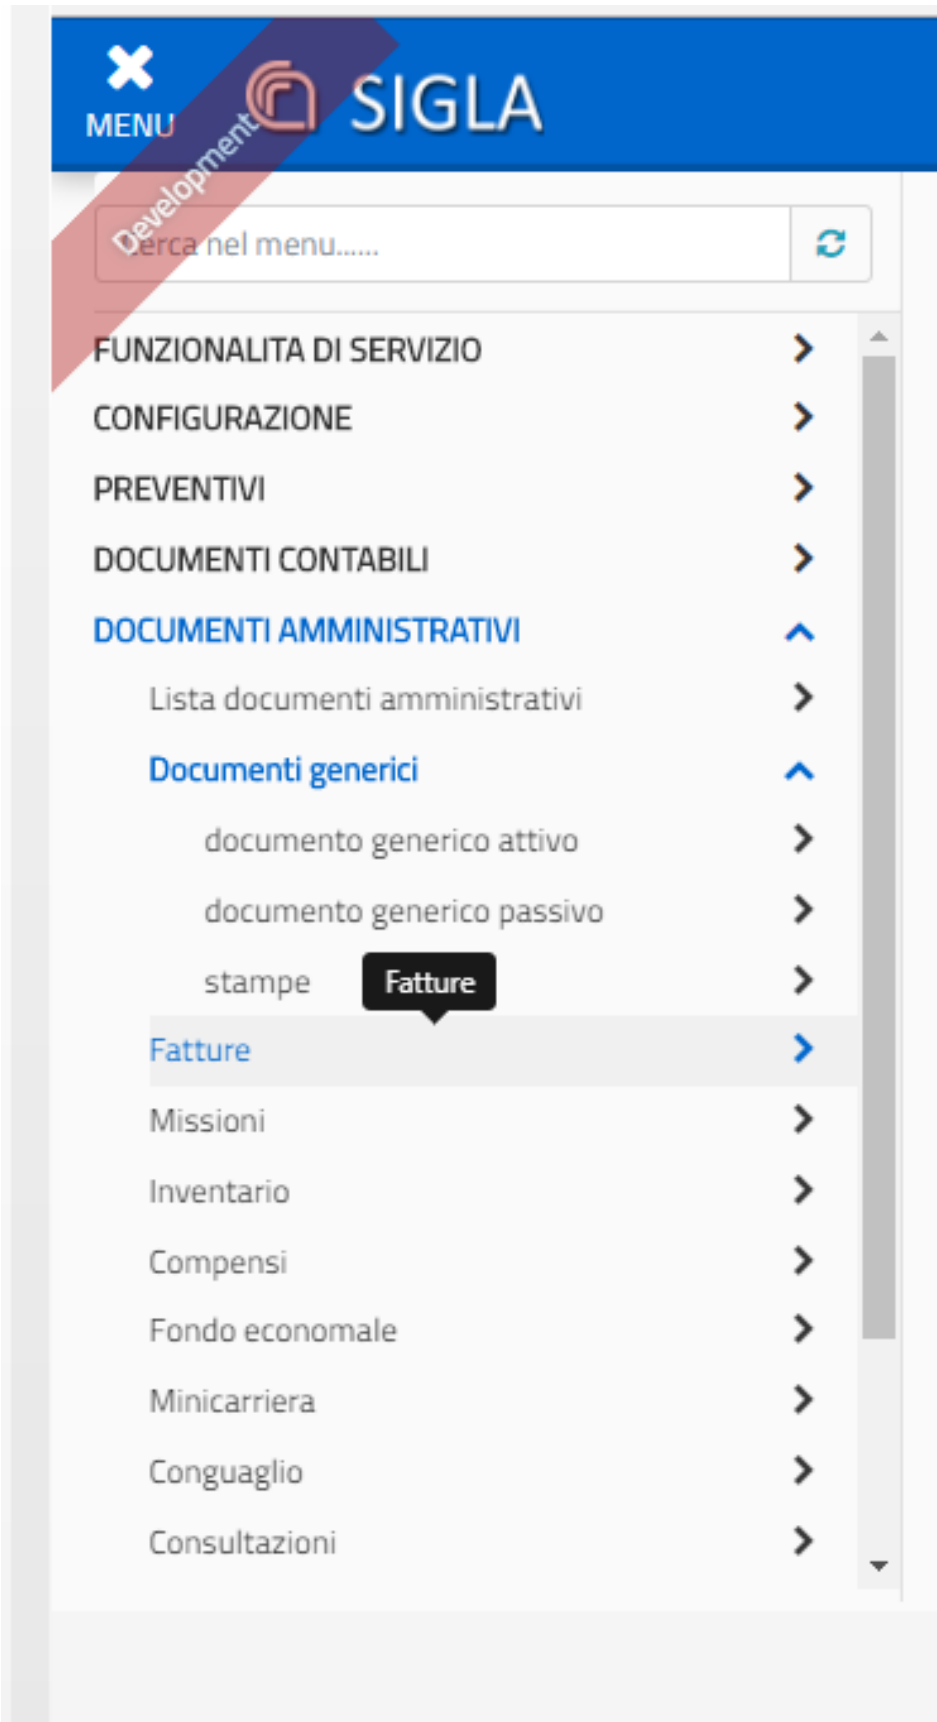 MENU
SIGLA
Development
Cerca nel menu......
FUNZIONALITA DI SERVIZIO
CONFIGURAZIONE
PREVENTIVI
DOCUMENTI CONTABILI
DOCUMENTI AMMINISTRATIVI
Lista documenti amministrativi
Documenti generici
documento generico attivo
documento generico passivo
stampe
Fatture
Fatture
Missioni
Inventario
Compensi
Fondo economale
Minicarriera
Conguaglio
Consultazioni